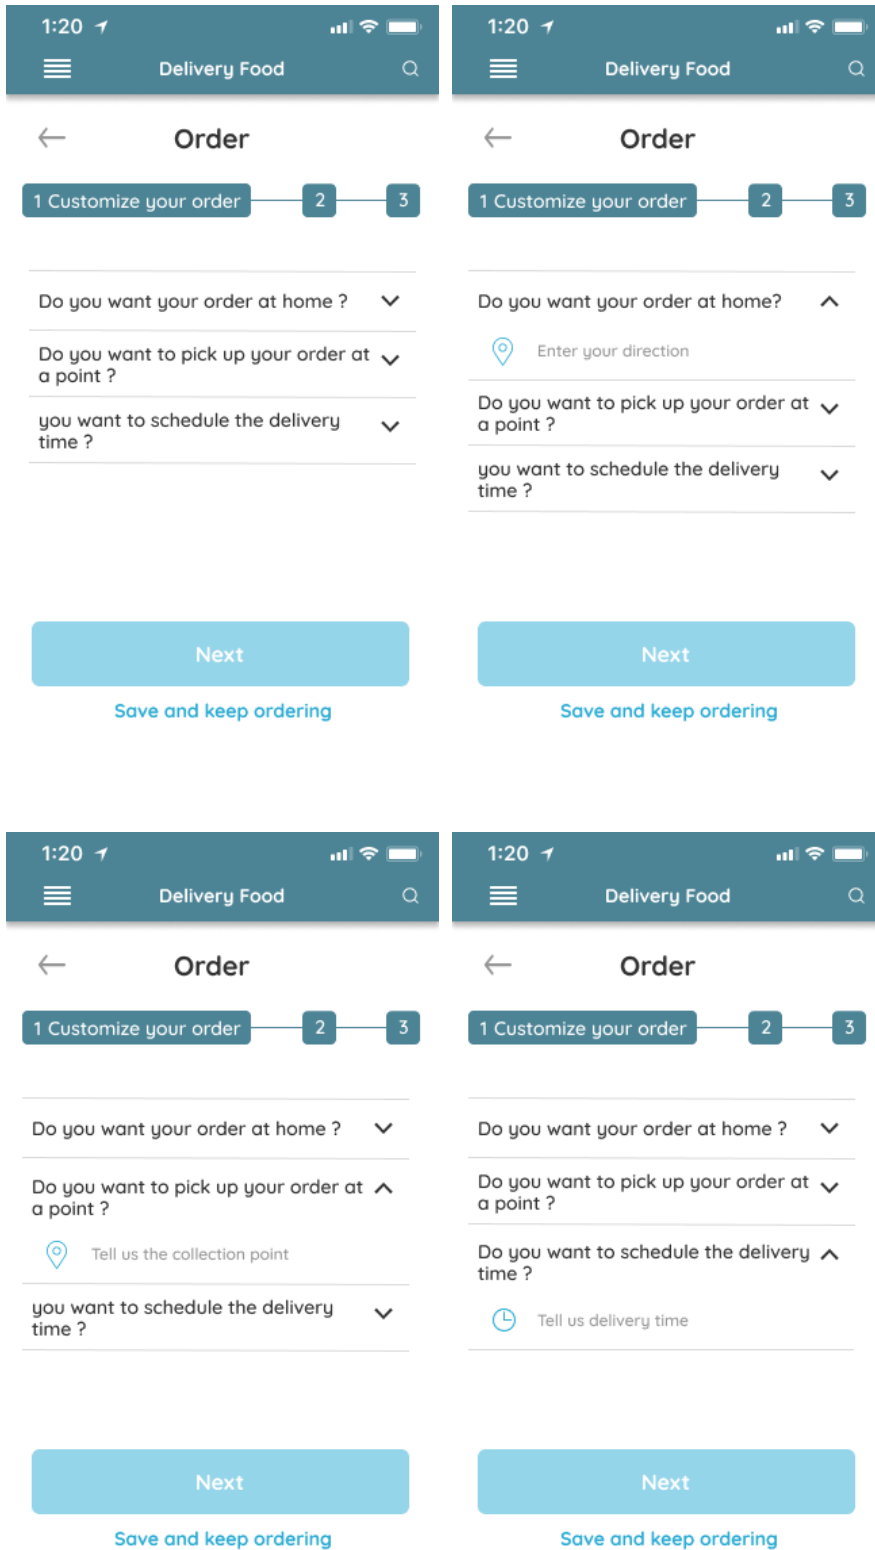 1:20
Delivery Food
Order
1 Customize your order
2
3
Do you want your order at home ?
Do you want to pick up your order at
a point ?
you want to schedule the delivery
time ?
Next
Save and keep ordering
1:20
Delivery Food
Order
1 Customize your order
2
3
Do you want your order at home?
Enter your direction
Do you want to pick up your order at
a point ?
you want to schedule the delivery
time ?
Next
Save and keep ordering
1:20
Delivery Food
Order
1 Customize your order
2
3
Do you want your order at home ?
Do you want to pick up your order at
a point ?
Tell us the collection point
you want to schedule the delivery
time ?
Next
Save and keep ordering
1:20
Delivery Food
Order
1 Customize your order
2
3
Do you want your order at home ?
Do you want to pick up your order at
a point ?
Do you want to schedule the delivery
time ?
Tell us delivery time
Next
Save and keep ordering